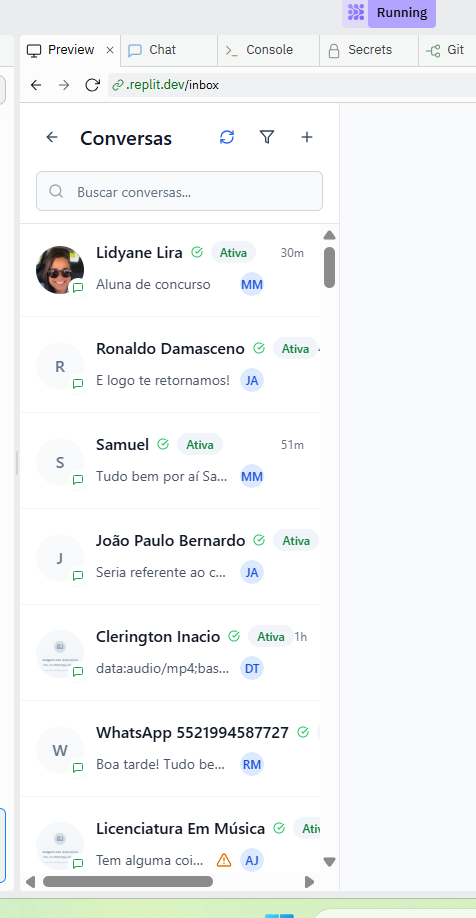 Running
Preview × Chat Console Secrets Git
.replit.dev/inbox
Conversas
Buscar conversas...
Lidyane Lira Ativa 30m
Aluna de concurso MM
R Ronaldo Damasceno Ativa
E logo te retornamos! JA
S Samuel Ativa 51m
Tudo bem por aí Sa... MM
J João Paulo Bernardo Ativa
Seria referente ao c... JA
Clerington Inacio Ativa 1h
data:audio/mp4;bas... DT
W WhatsApp 5521994587727
Boa tarde! Tudo be... RM
Licenciatura Em Música Ativ
Tem alguma coi... AJ